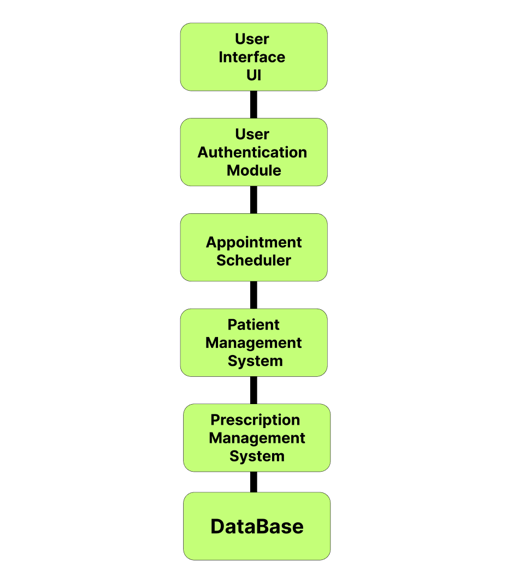 User
Interface
UI
User
Authentication
Module
Appointment
Scheduler
Patient
Management
System
Prescription
Management
System
DataBase